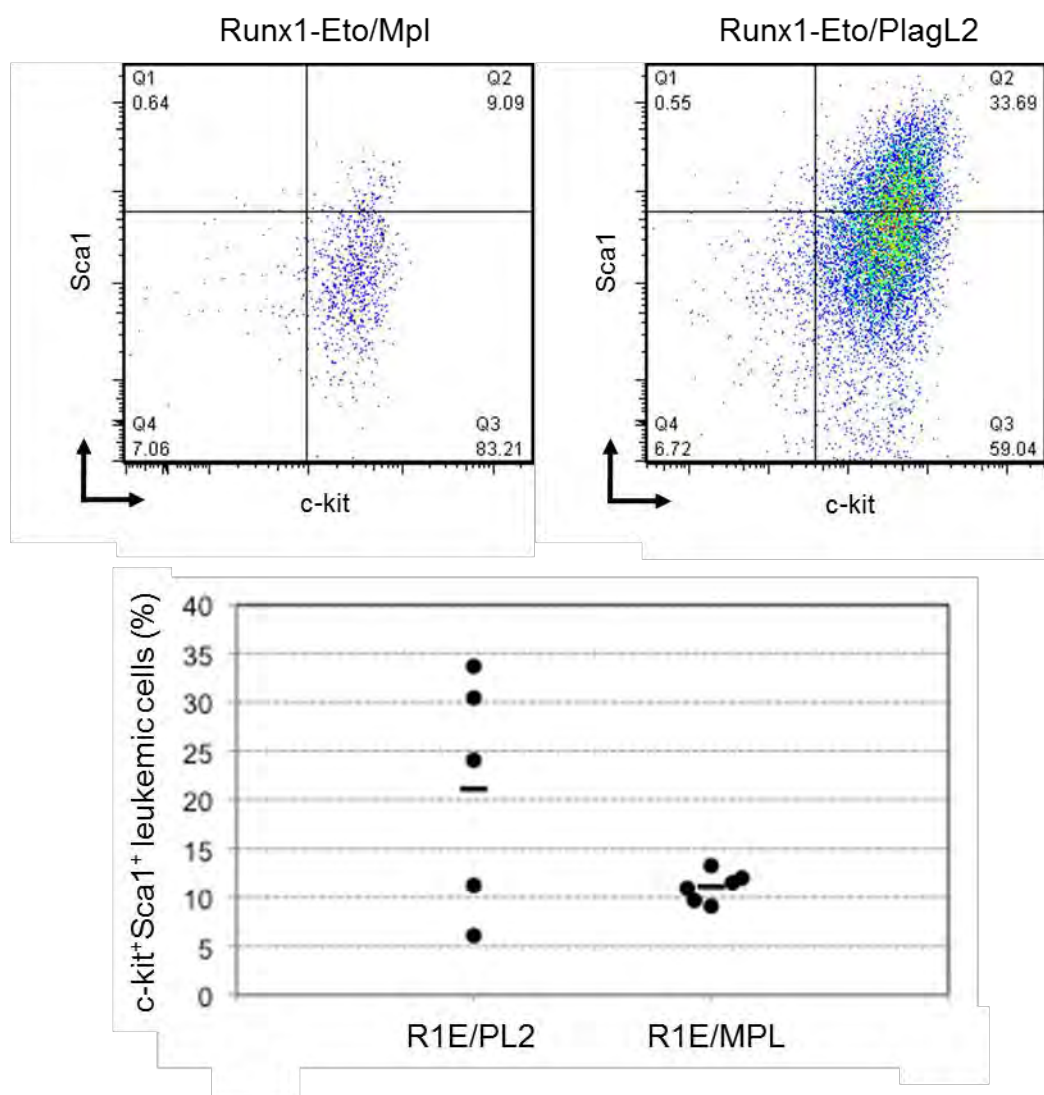 Runx1-Eto/Mpl
Runx1-Eto/PlagL2
Q1
0.64
Q2
9.09
Q4
7.06
Q3
83.21
Sca1
c-kit
Q1
0.55
Q2
33.69
Q4
6.72
Q3
59.04
Sca1
c-kit
c-kit⁺Sca1⁺ leukemic cells (%)
40
35
30
25
20
15
10
5
0
R1E/PL2
R1E/MPL